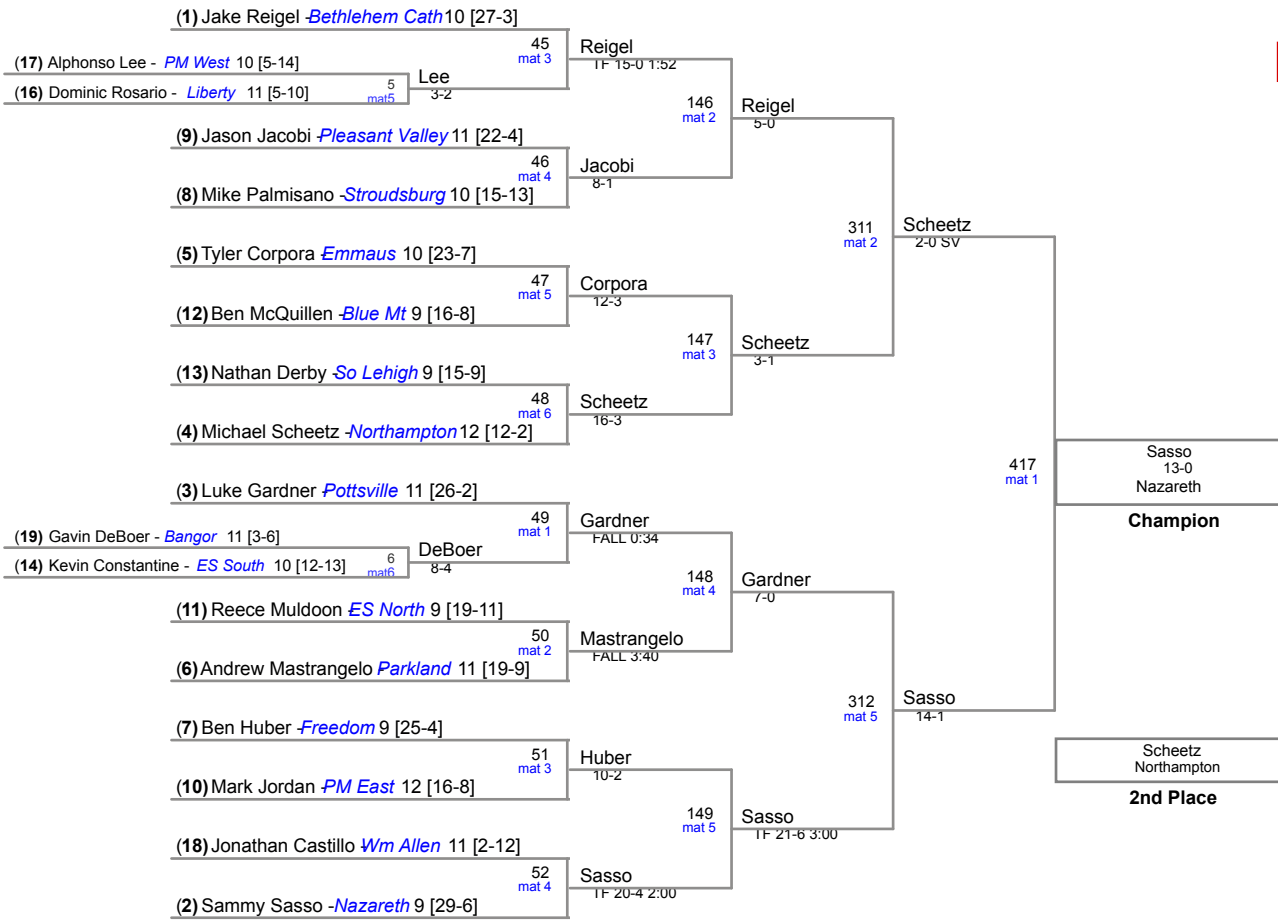 (1) Jake Reigel - Bethlehem Cath 10 [27-3]
45
mat 3
Reigel
TF 15-0 1:52
(17) Alphonso Lee - PM West 10 [5-14]
5
mat5
Lee
3-2
(16) Dominic Rosario - Liberty 11 [5-10]
146
mat 2
Reigel
5-0
(9) Jason Jacobi - Pleasant Valley 11 [22-4]
46
mat 4
Jacobi
8-1
(8) Mike Palmisano - Stroudsburg 10 [15-13]
311
mat 2
Scheetz
2-0 SV
(5) Tyler Corpora - Emmaus 10 [23-7]
47
mat 5
Corpora
12-3
(12) Ben McQuillen - Blue Mt 9 [16-8]
147
mat 3
Scheetz
3-1
(13) Nathan Derby - So Lehigh 9 [15-9]
48
mat 6
Scheetz
16-3
(4) Michael Scheetz - Northampton 12 [12-2]
417
mat 1
Sasso
13-0
Nazareth
Champion
(3) Luke Gardner - Pottsville 11 [26-2]
49
mat 1
Gardner
FALL 0:34
(19) Gavin DeBoer - Bangor 11 [3-6]
6
mat6
DeBoer
8-4
(14) Kevin Constantine - ES South 10 [12-13]
148
mat 4
Gardner
7-0
(11) Reece Muldoon - ES North 9 [19-11]
50
mat 2
Mastrangelo
FALL 3:40
(6) Andrew Mastrangelo - Parkland 11 [19-9]
312
mat 5
Sasso
14-1
(7) Ben Huber - Freedom 9 [25-4]
51
mat 3
Huber
10-2
(10) Mark Jordan - PM East 12 [16-8]
Scheetz
Northampton
2nd Place
149
mat 5
Sasso
TF 21-6 3:00
(18) Jonathan Castillo - Wm Allen 11 [2-12]
52
mat 4
Sasso
TF 20-4 2:00
(2) Sammy Sasso - Nazareth 9 [29-6]